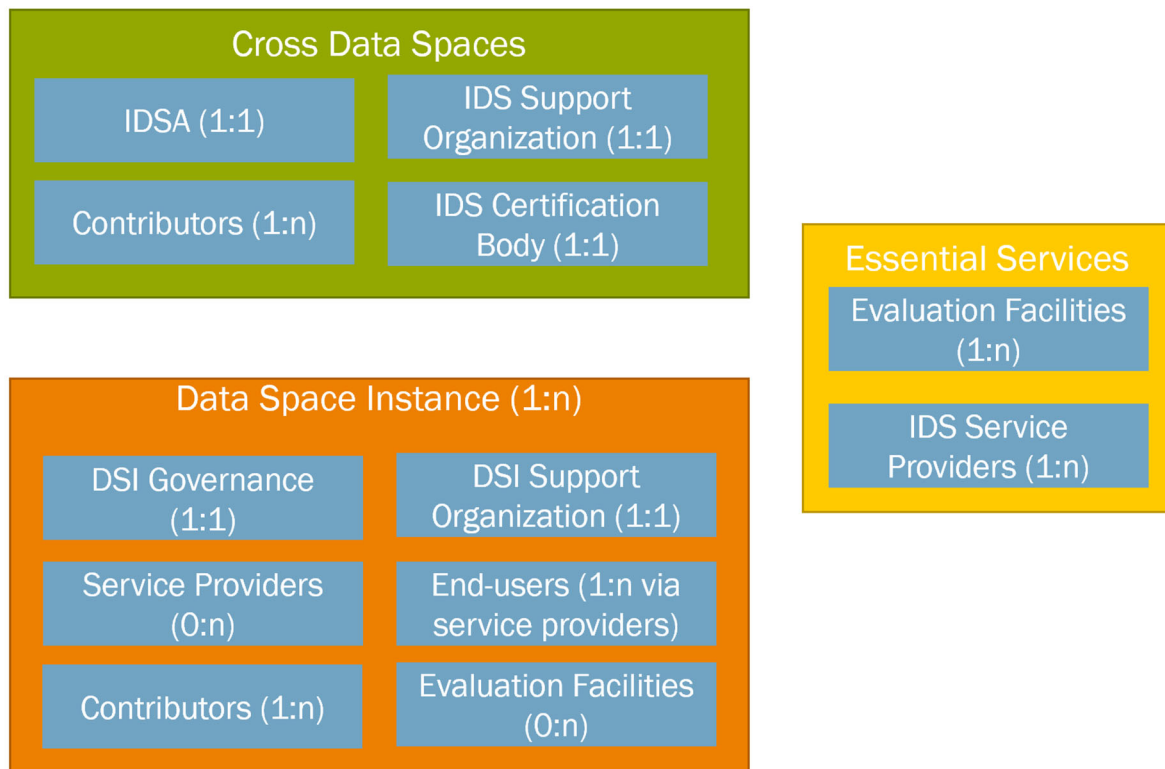 Cross Data Spaces
IDSA (1:1)
IDS Support
Organization (1:1)
Contributors (1:n)
IDS Certification
Body (1:1)
Essential Services
Evaluation Facilities
(1:n)
IDS Service
Providers (1:n)
Data Space Instance (1:n)
DSI Governance
(1:1)
DSI Support
Organization (1:1)
Service Providers
(0:n)
End-users (1:n via
service providers)
Contributors (1:n)
Evaluation Facilities
(0:n)